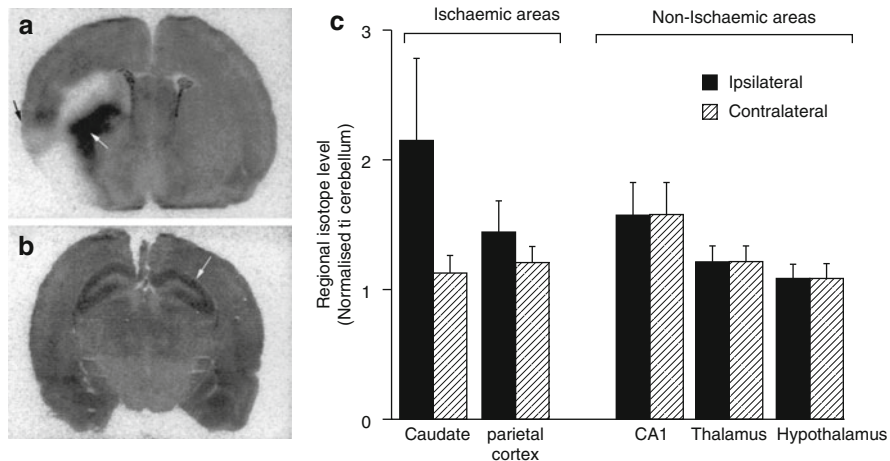 a
b
c
Ischaemic areas
Non-Ischaemic areas
Ipsilateral
Contralateral
Regional isotope level
(Normalised ti cerebellum)
3
2
1
0
Caudate
parietal
cortex
CA1
Thalamus
Hypothalamus